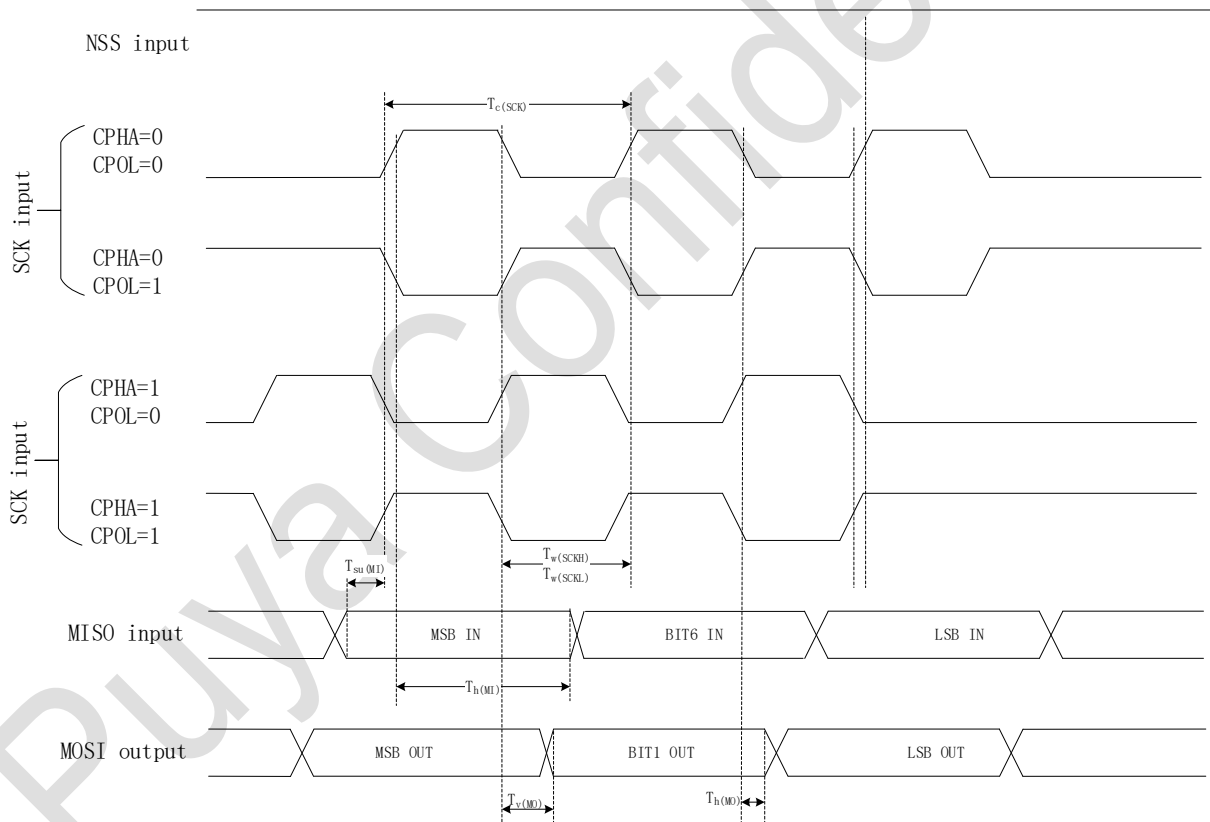 NSS input
Tc(SCK)
CPHA=0
CPOL=0
SCK input
CPHA=0
CPOL=1
CPHA=1
CPOL=0
SCK input
CPHA=1
CPOL=1
Tsu(MI)
Tw(SCKH)
Tw(SCKL)
MISO input
MSB IN
BIT6 IN
LSB IN
Th(MI)
MOSI output
MSB OUT
BIT1 OUT
LSB OUT
Tv(MO)
Th(MO)
Puya Confide